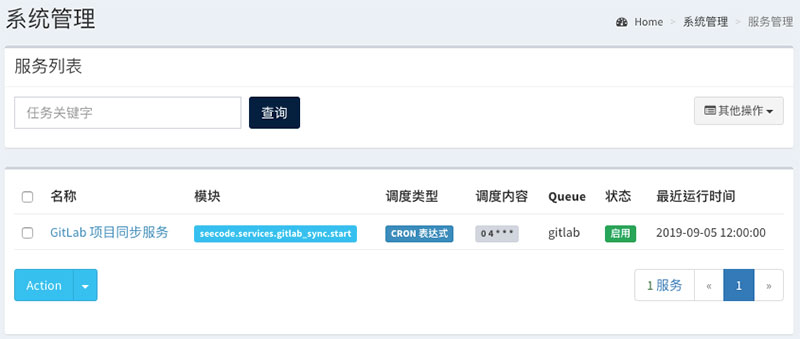 系统管理
Home > 系统管理 > 服务管理
服务列表
任务关键字 查询 其他操作
名称 模块 调度类型 调度内容 Queue 状态 最近运行时间
GitLab 项目同步服务 seecode.services.gitlab_sync.start CRON 表达式 0 4 * * * gitlab 启用 2019-09-05 12:00:00
Action 1 服务 « 1 »